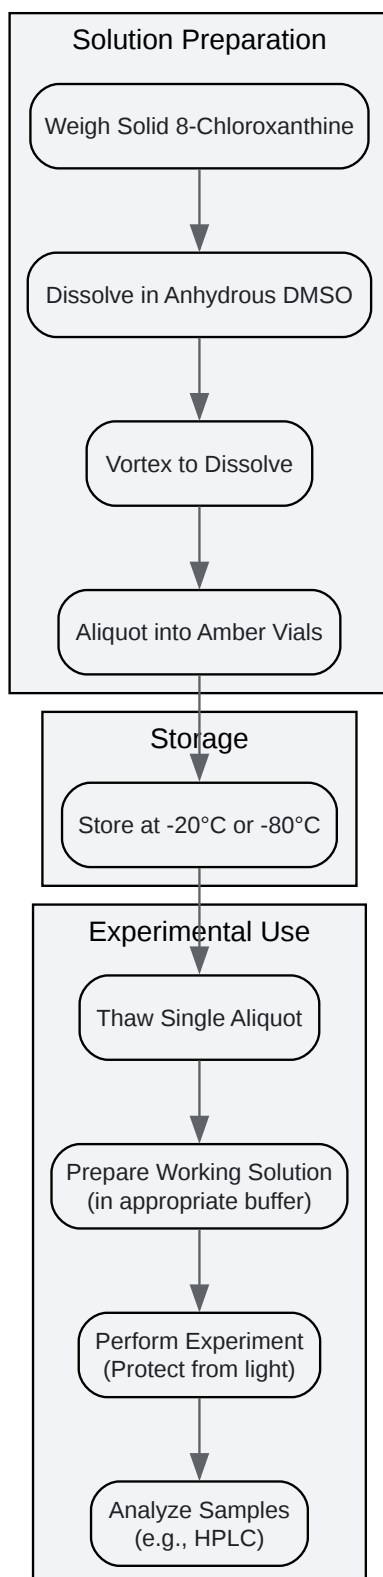 Solution Preparation
Weigh Solid 8-Chloroxanthine
Dissolve in Anhydrous DMSO
Vortex to Dissolve
Aliquot into Amber Vials
Storage
Store at -20°C or -80°C
Experimental Use
Thaw Single Aliquot
Prepare Working Solution
(in appropriate buffer)
Perform Experiment
(Protect from light)
Analyze Samples
(e.g., HPLC)